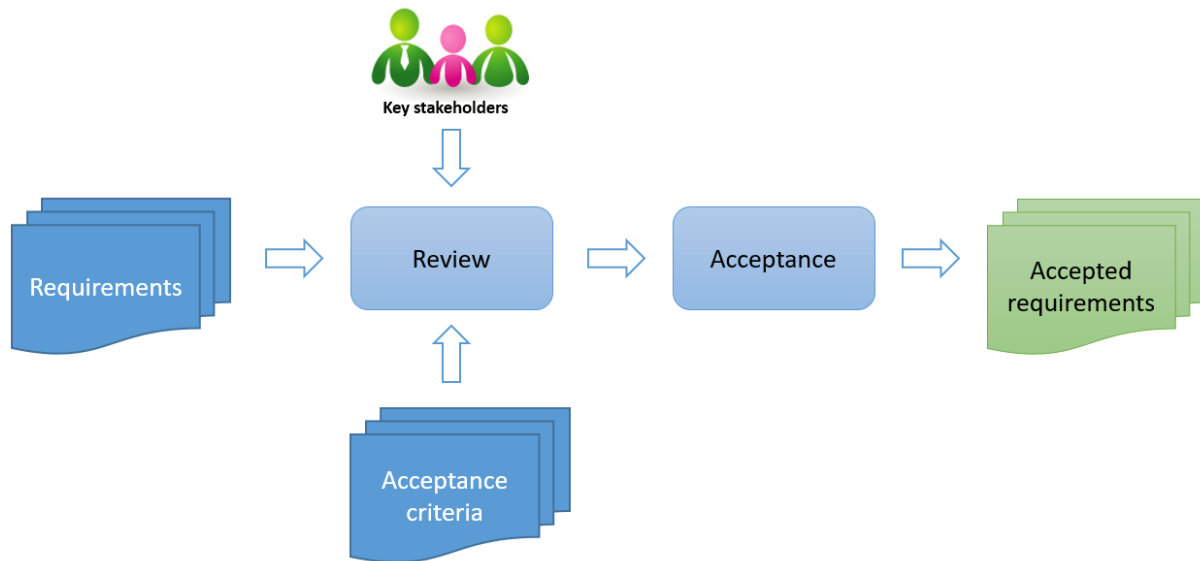 Key stakeholders
Requirements
Review
Acceptance
Accepted
requirements
Acceptance
criteria